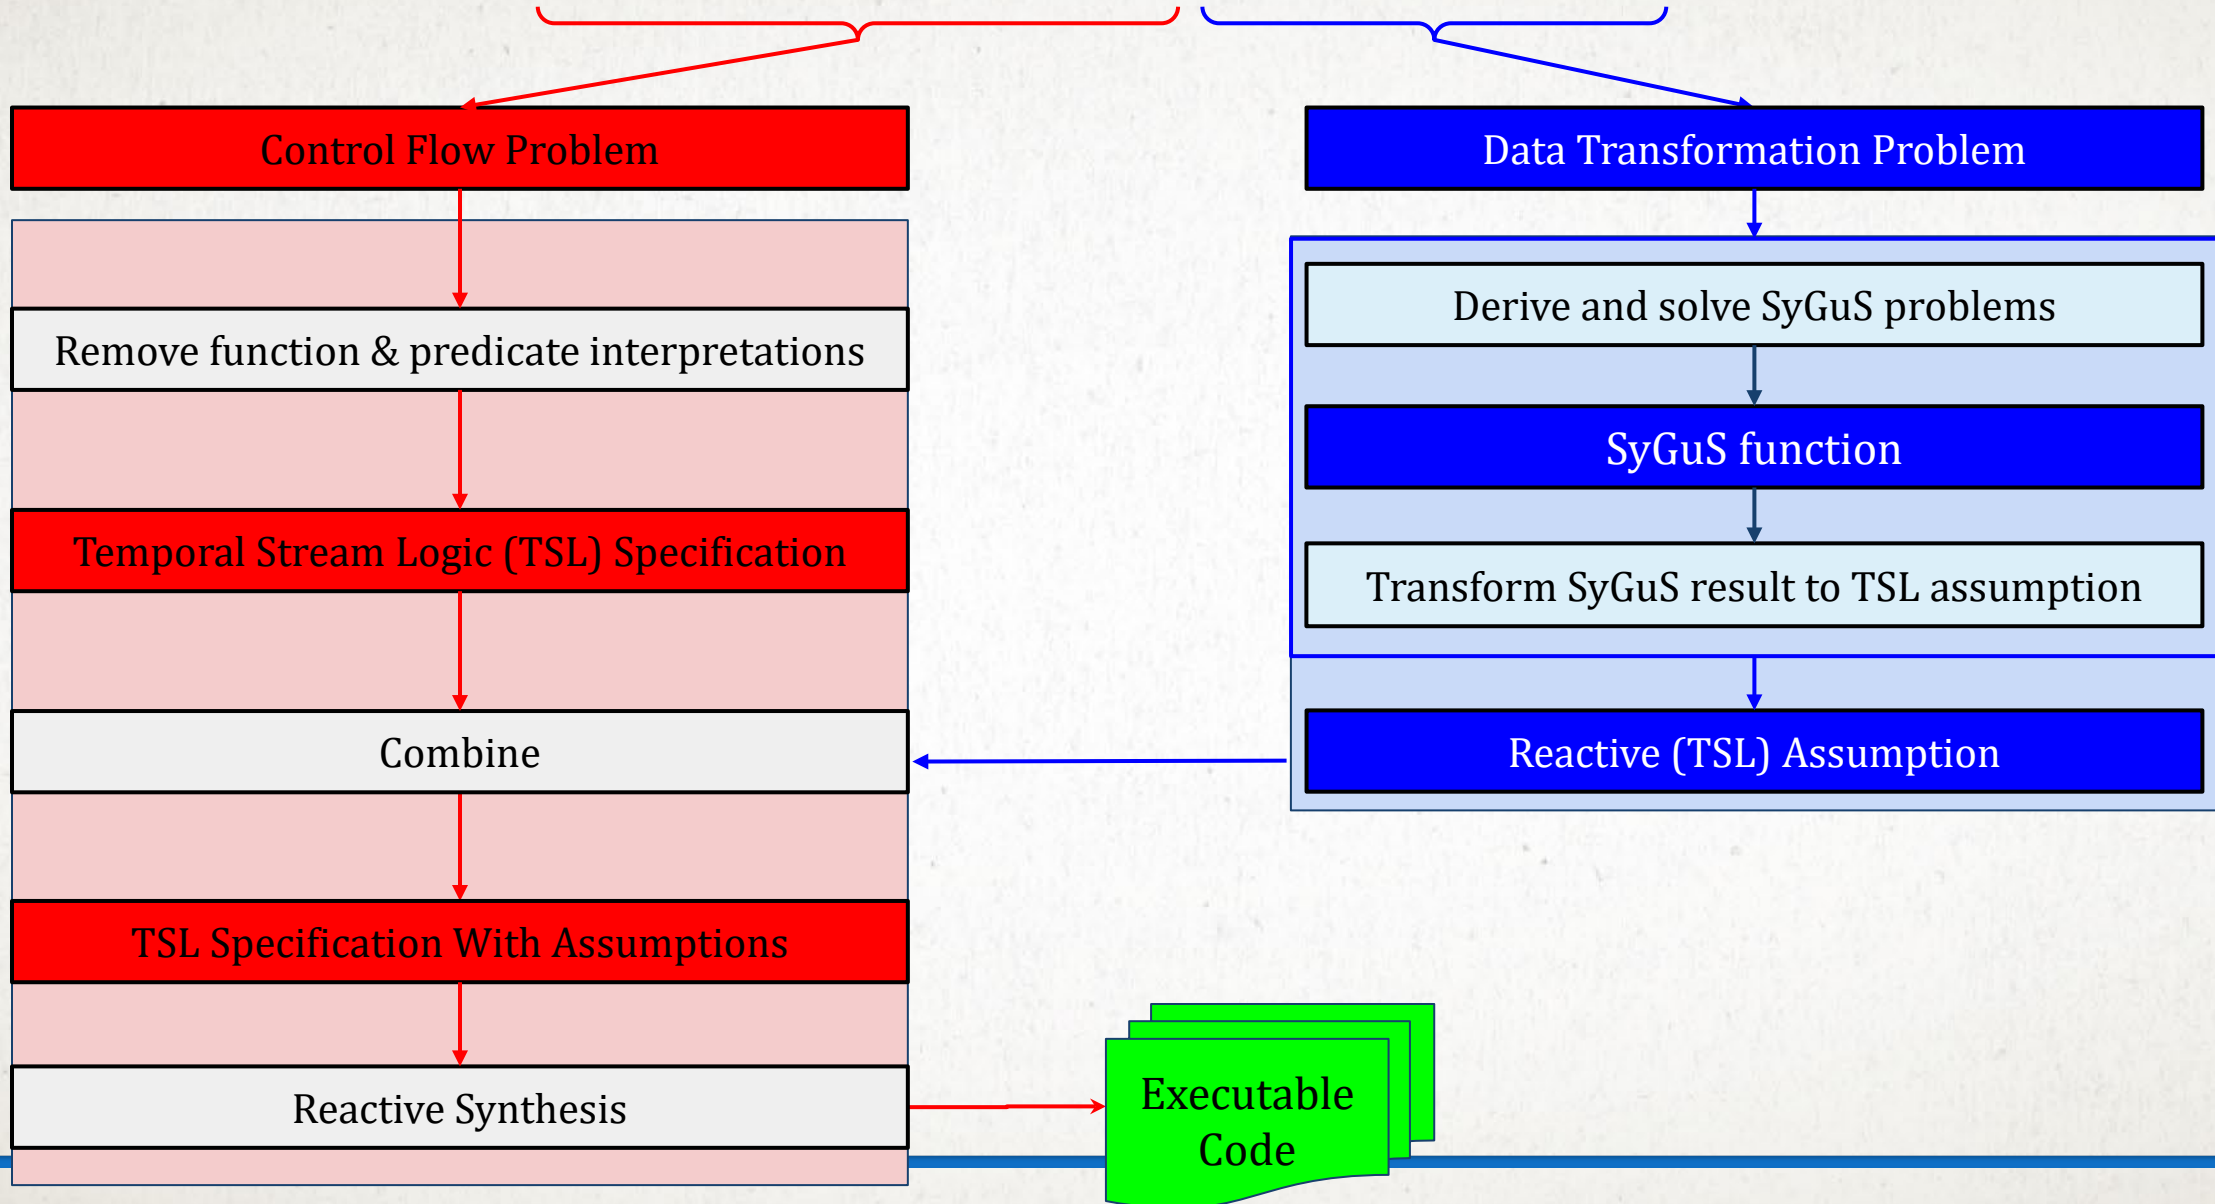 Control Flow Problem
Remove function & predicate interpretations
Temporal Stream Logic (TSL) Specification
Combine
TSL Specification With Assumptions
Reactive Synthesis
Data Transformation Problem
Derive and solve SyGuS problems
SyGuS function
Transform SyGuS result to TSL assumption
Reactive (TSL) Assumption
Executable
Code